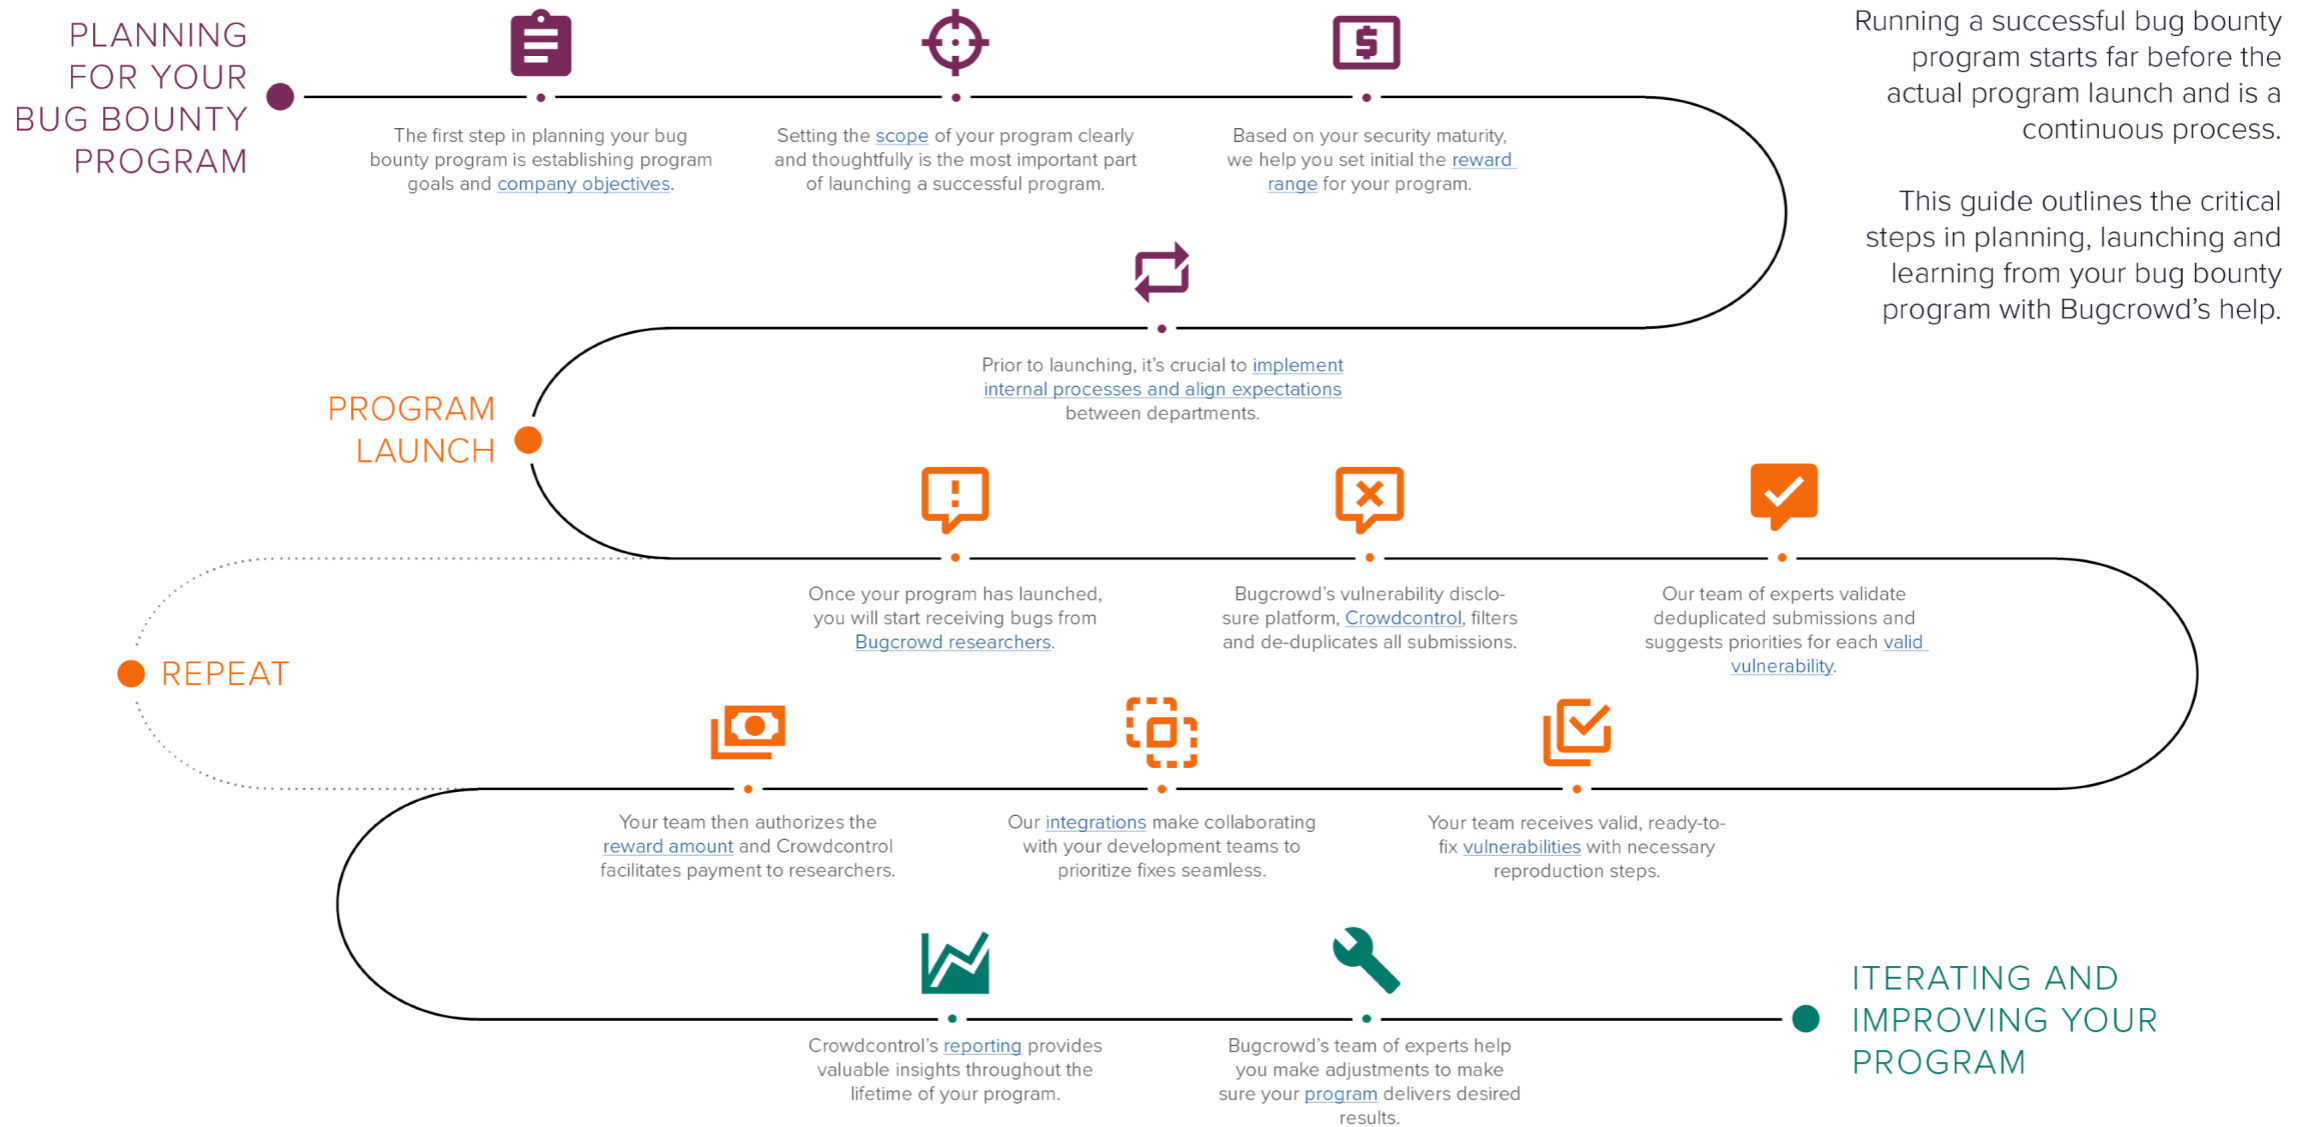 PLANNING
FOR YOUR
BUG BOUNTY
PROGRAM
The first step in planning your bug
bounty program is establishing program
goals and company objectives.
Setting the scope of your program clearly
and thoughtfully is the most important part
of launching a successful program.
Based on your security maturity,
we help you set initial the reward
range for your program.
Running a successful bug bounty
program starts far before the
actual program launch and is a
continuous process.
This guide outlines the critical
steps in planning, launching and
learning from your bug bounty
program with Bugcrowd's help.
Prior to launching, it's crucial to implement
internal processes and align expectations
between departments.
PROGRAM
LAUNCH
Once your program has launched,
you will start receiving bugs from
Bugcrowd researchers.
Bugcrowd's vulnerability disclo-
sure platform, Crowdcontrol, filters
and de-duplicates all submissions.
Our team of experts validate
deduplicated submissions and
suggests priorities for each valid
vulnerability.
REPEAT
Your team then authorizes the
reward amount and Crowdcontrol
facilitates payment to researchers.
Our integrations make collaborating
with your development teams to
prioritize fixes seamless.
Your team receives valid, ready-to-
fix vulnerabilities with necessary
reproduction steps.
Crowdcontrol's reporting provides
valuable insights throughout the
lifetime of your program.
Bugcrowd's team of experts help
you make adjustments to make
sure your program delivers desired
results.
ITERATING AND
IMPROVING YOUR
PROGRAM